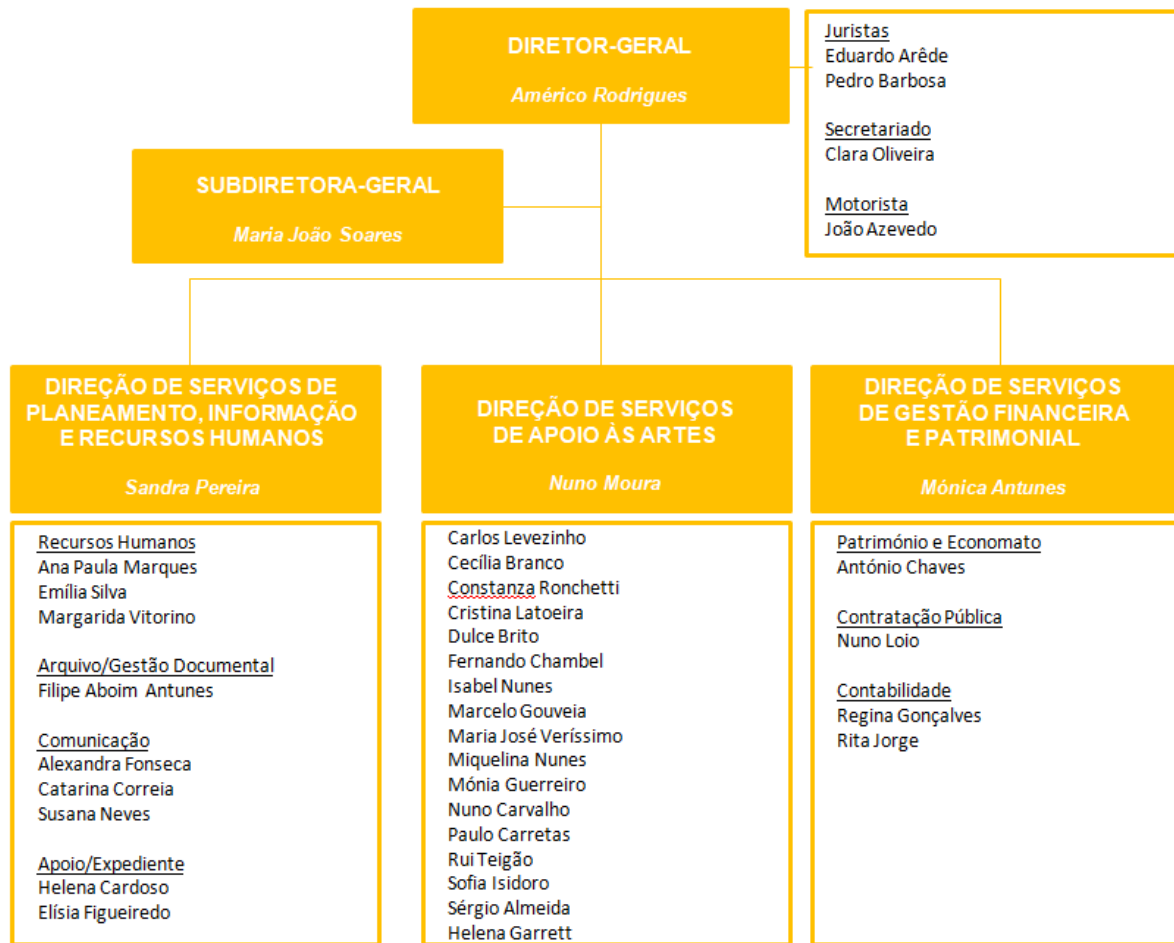 DIRETOR-GERAL
Américo Rodrigues
Juristas
Eduardo Arêde
Pedro Barbosa
Secretariado
Clara Oliveira
Motorista
João Azevedo
SUBDIRETORA-GERAL
Maria João Soares
DIREÇÃO DE SERVIÇOS DE
PLANEAMENTO, INFORMAÇÃO
E RECURSOS HUMANOS
Sandra Pereira
Recursos Humanos
Ana Paula Marques
Emília Silva
Margarida Vitorino
Arquivo/Gestão Documental
Filipe Aboim Antunes
Comunicação
Alexandra Fonseca
Catarina Correia
Susana Neves
Apoio/Expediente
Helena Cardoso
Elísia Figueiredo
DIREÇÃO DE SERVIÇOS
DE APOIO ÀS ARTES
Nuno Moura
Carlos Levezinho
Cecília Branco
Constanza Ronchetti
Cristina Latoeira
Dulce Brito
Fernando Chambel
Isabel Nunes
Marcelo Gouveia
Maria José Veríssimo
Miquelina Nunes
Mónia Guerreiro
Nuno Carvalho
Paulo Carretas
Rui Teigão
Sofia Isidoro
Sérgio Almeida
Helena Garrett
DIREÇÃO DE SERVIÇOS
DE GESTÃO FINANCEIRA
E PATRIMONIAL
Mónica Antunes
Património e Economato
António Chaves
Contratação Pública
Nuno Loio
Contabilidade
Regina Gonçalves
Rita Jorge